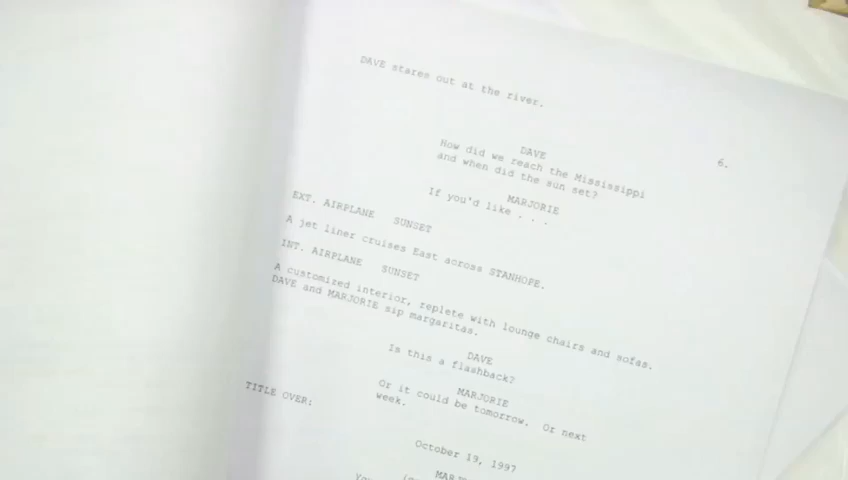 DAVE stares out at the river.
6.
DAVE
How did we reach the Mississippi
and when did the sun set?
MARJORIE
If you'd like . . .
EXT. AIRPLANE SUNSET
A jet liner cruises East across STANHOPE.
INT. AIRPLANE SUNSET
A customized interior, replete with lounge chairs and sofas.
DAVE and MARJORIE sip margaritas.
DAVE
Is this a flashback?
MARJORIE
Or it could be tomorrow. Or next
week.
TITLE OVER:
October 19, 1997